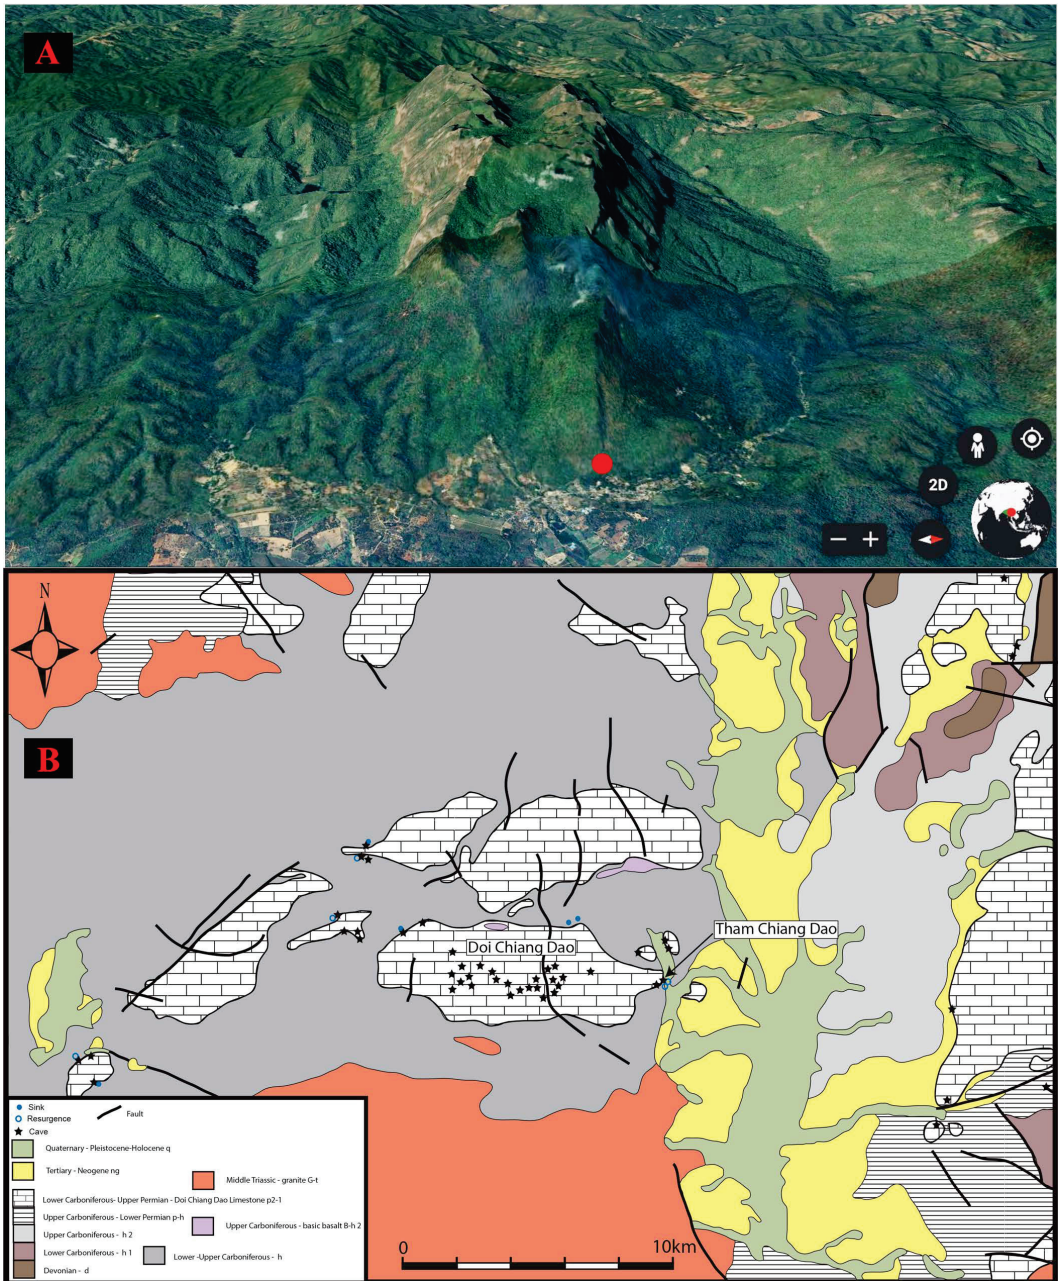 A
2D
N
B
Tham Chiang Dao
Doi Chiang Dao
Sink
Resurgence
Cave
Fault
Quaternary - Pleistocene-Holocene q
Tertiary - Neogene ng
Middle Triassic - granite G-t
Lower Carboniferous- Upper Permian - Doi Chiang Dao Limestone p2-1
Upper Carboniferous - Lower Permian p-h
Upper Carboniferous - basic basalt B-h 2
Upper Carboniferous - h 2
Lower Carboniferous - h 1
Lower -Upper Carboniferous - h
Devonian - d
0
10km